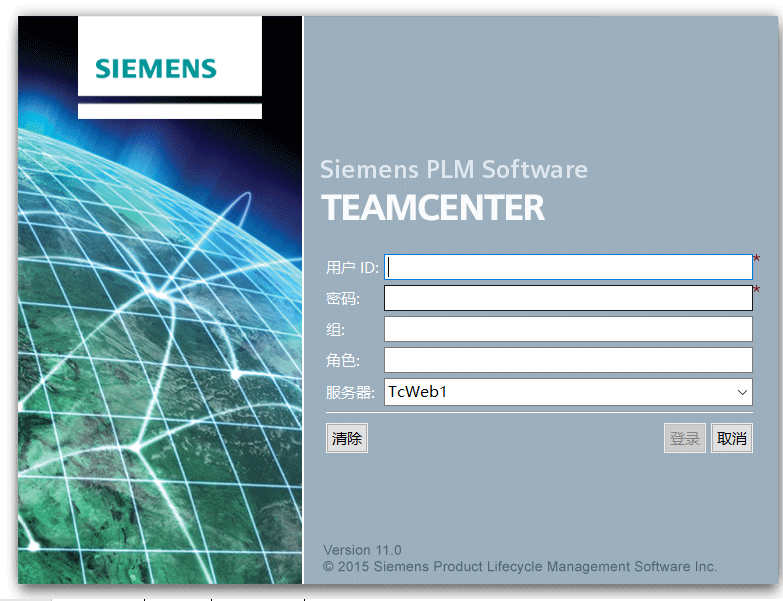 SIEMENS
Siemens PLM Software
TEAMCENTER
用户 ID: *
密码: *
组:
角色:
服务器: TcWeb1
清除 登录 取消
Version 11.0
© 2015 Siemens Product Lifecycle Management Software Inc.